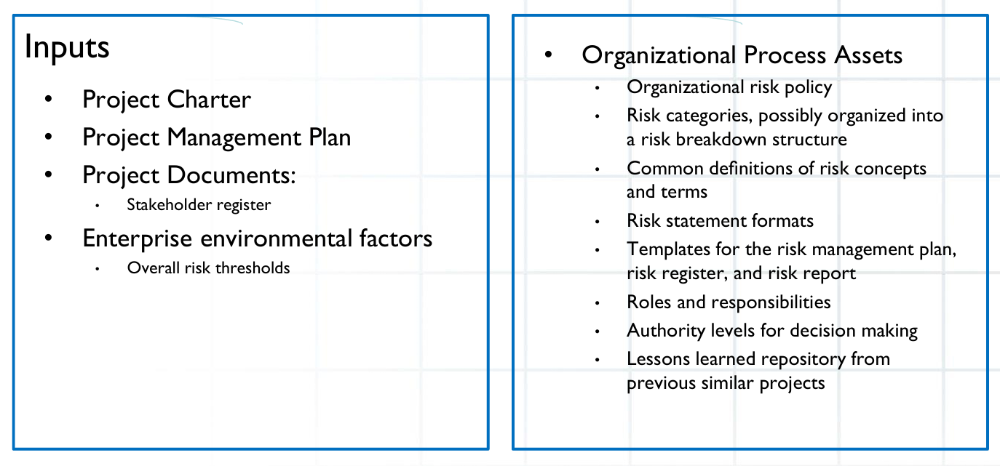 Inputs
• Project Charter
• Project Management Plan
• Project Documents:
• Stakeholder register
• Enterprise environmental factors
• Overall risk thresholds
• Organizational Process Assets
• Organizational risk policy
• Risk categories, possibly organized into
a risk breakdown structure
• Common definitions of risk concepts
and terms
• Risk statement formats
• Templates for the risk management plan,
risk register, and risk report
• Roles and responsibilities
• Authority levels for decision making
• Lessons learned repository from
previous similar projects